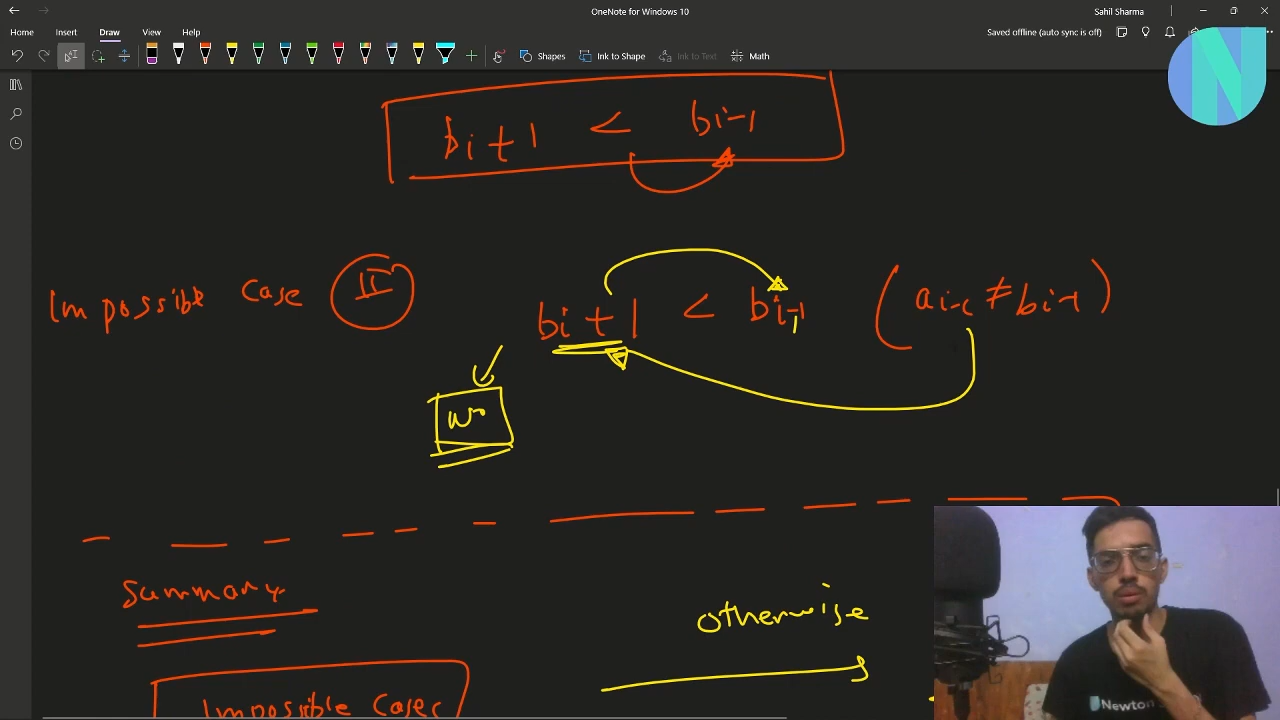 OneNote for Windows 10
Sahil Sharma
Home Insert Draw View Help
Saved offline (auto sync is off)
Shapes Ink to Shape Ink to Text Math
bi+1 < bi-1
Impossible case II bi+1 < bi-1 (ai-1 ≠ bi-1)
No
Summary
otherwise
Impossible Cases
Newton